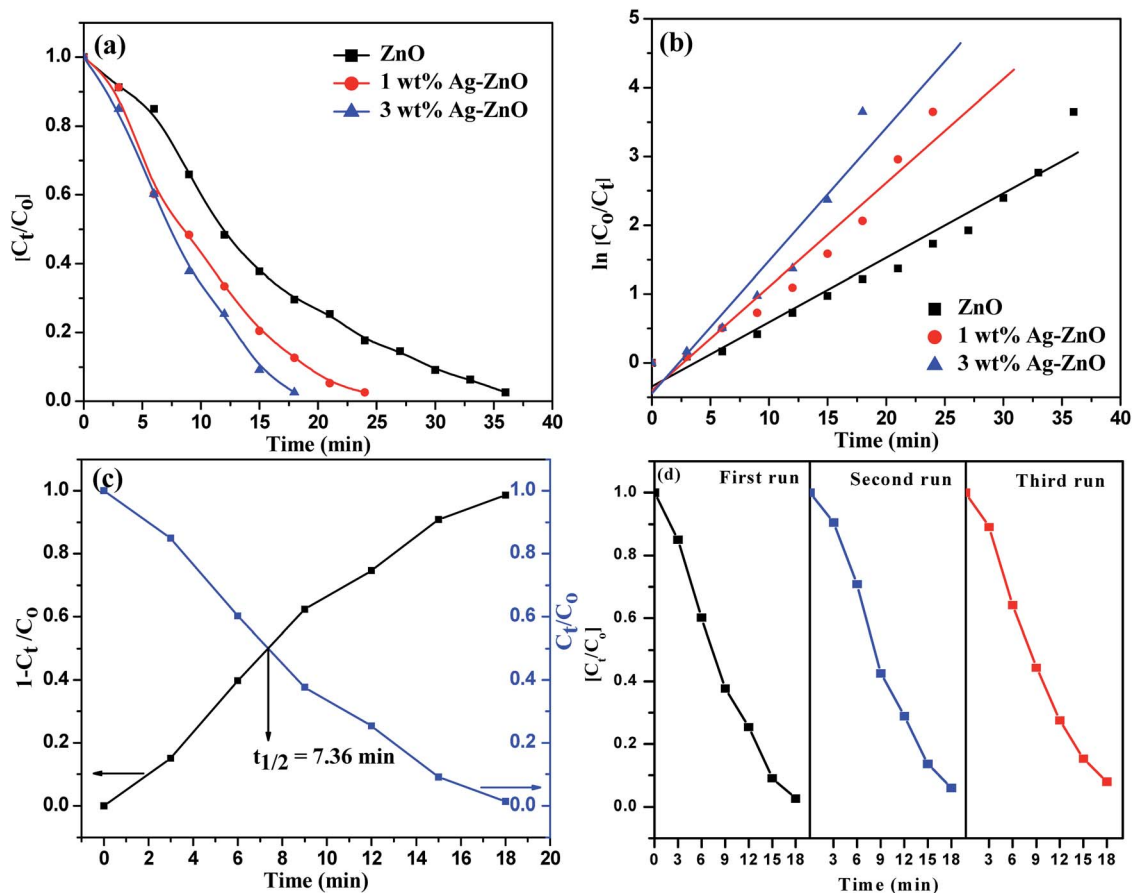 (a)
ZnO
1 wt% Ag-ZnO
3 wt% Ag-ZnO
1.0
0.8
0.6
0.4
0.2
0.0
[Ct/Co]
0 5 10 15 20 25 30 35 40
Time (min)
(b)
5
4
3
2
1
0
-1
ln [Co/Ct]
ZnO
1 wt% Ag-ZnO
3 wt% Ag-ZnO
0 5 10 15 20 25 30 35 40
Time (min)
(c)
1.0
0.8
0.6
0.4
0.2
0.0
1-Ct/Co
t1/2 = 7.36 min
1.0
0.8
0.6
0.4
0.2
0.0
Ct/Co
0 2 4 6 8 10 12 14 16 18 20
Time (min)
(d)
First run
Second run
Third run
1.0
0.8
0.6
0.4
0.2
0.0
[Ct/Co]
0 3 6 9 12 15 18 3 6 9 12 15 18 3 6 9 12 15 18
Time (min)